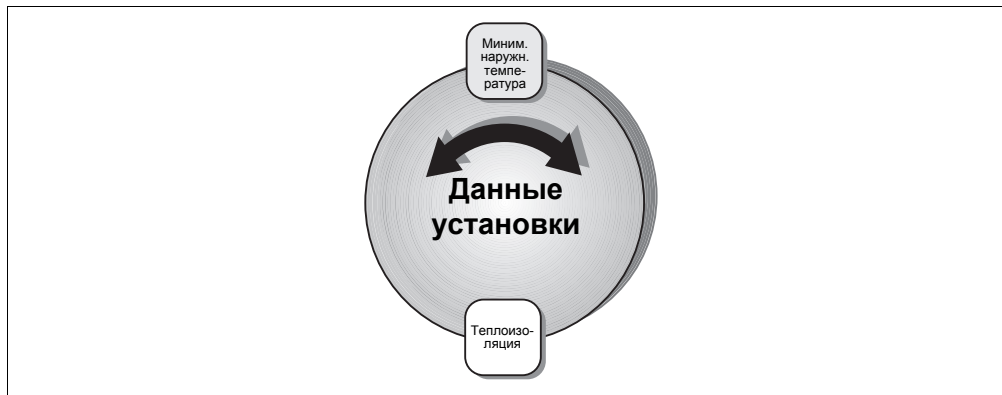 Миним.
наружн.
темпе-
ратура
Данные
установки
Теплоизо-
ляция